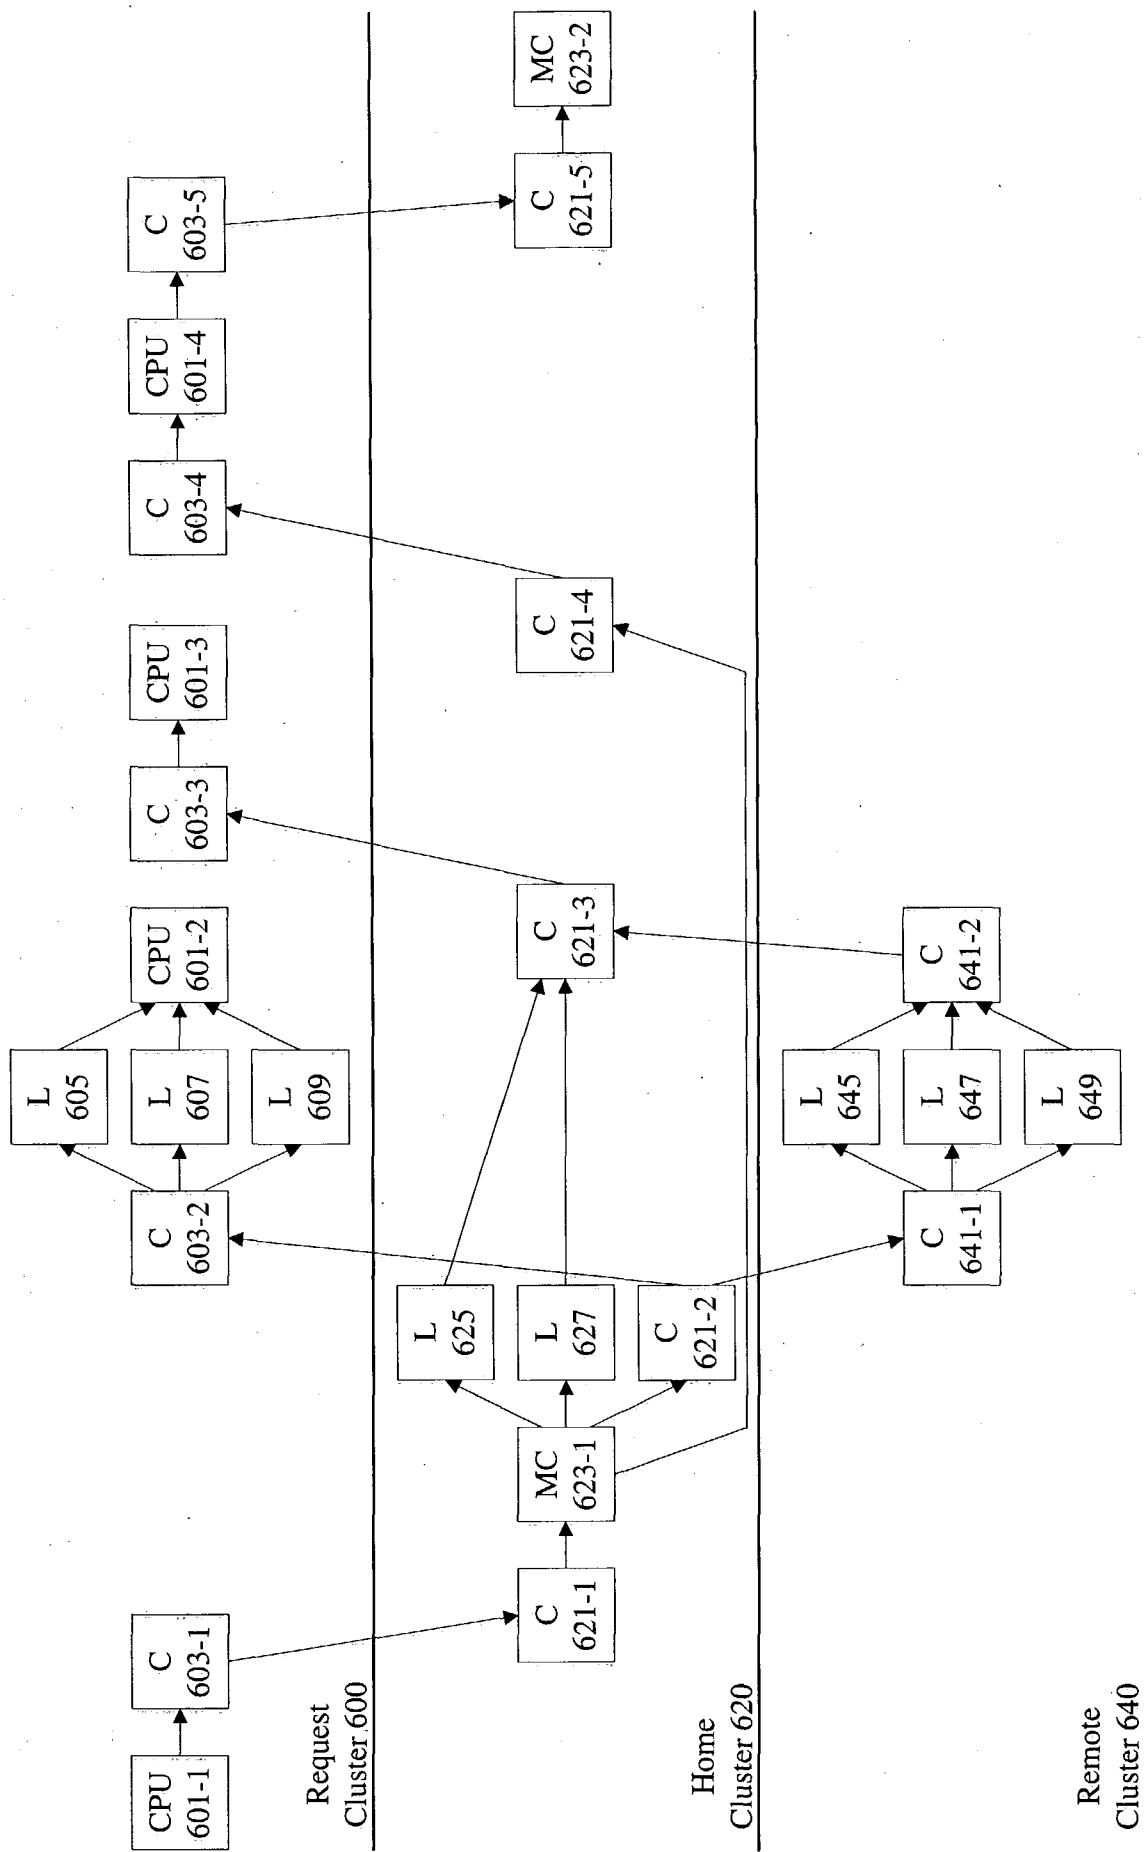 CPU
601-1
C
603-1
C
603-2
L
605
L
607
L
609
CPU
601-2
C
603-3
CPU
601-3
C
603-4
CPU
601-4
C
603-5
Request
Cluster 600
C
621-1
MC
623-1
L
625
L
627
C
621-2
C
621-3
C
621-4
C
621-5
MC
623-2
Home
Cluster 620
C
641-1
L
645
L
647
L
649
C
641-2
Remote
Cluster 640